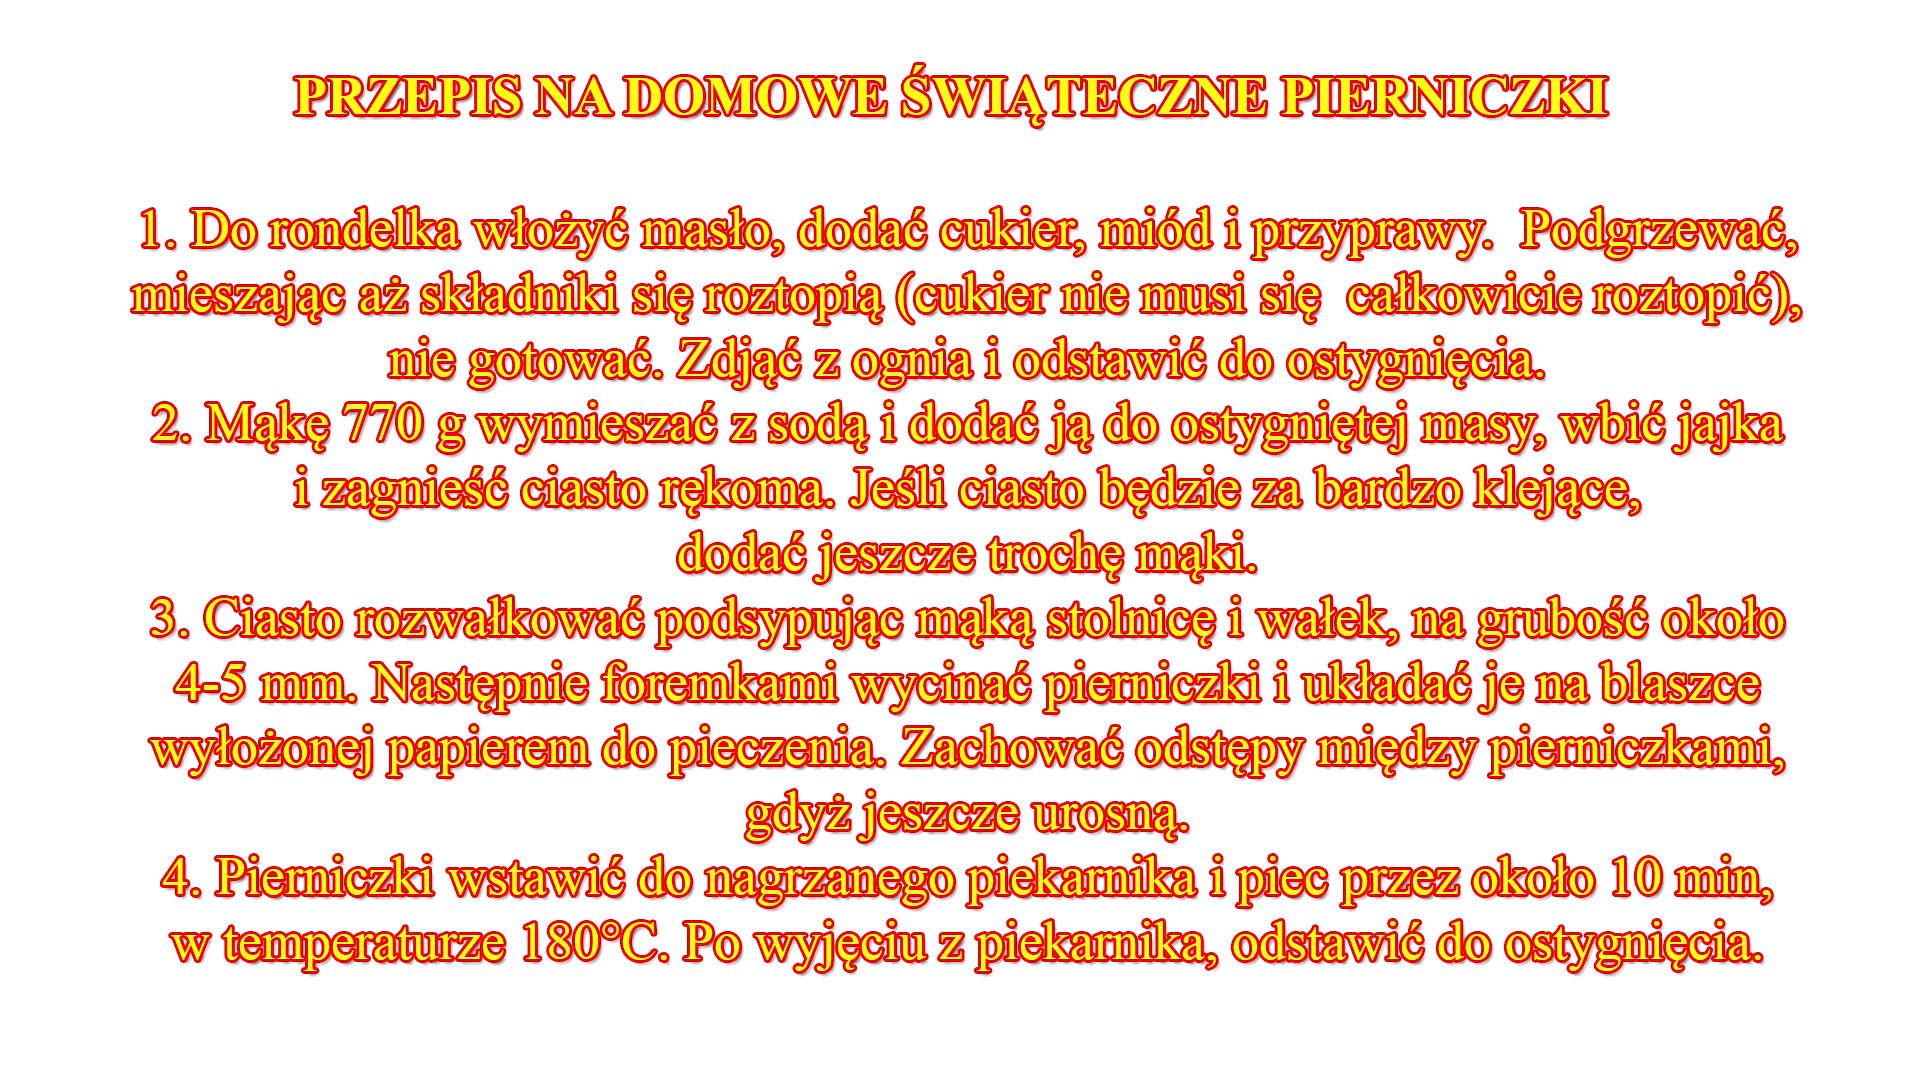 PRZEPIS NA DOMOWE ŚWIĄTECZNE PIERNICZKI
1. Do rondelka włożyć masło, dodać cukier, miód i przyprawy.  Podgrzewać,
mieszając aż składniki się roztopią (cukier nie musi się  całkowicie roztopić),
nie gotować. Zdjąć z ognia i odstawić do ostygnięcia.
2. Mąkę 770 g wymieszać z sodą i dodać ją do ostygniętej masy, wbić jajka
i zagnieść ciasto rękoma. Jeśli ciasto będzie za bardzo klejące,
dodać jeszcze trochę mąki.
3. Ciasto rozwałkować podsypując mąką stolnicę i wałek, na grubość około
4-5 mm. Następnie foremkami wycinać pierniczki i układać je na blaszce
wyłożonej papierem do pieczenia. Zachować odstępy między pierniczkami,
gdyż jeszcze urosną.
4. Pierniczki wstawić do nagrzanego piekarnika i piec przez około 10 min,
w temperaturze 180°C. Po wyjęciu z piekarnika, odstawić do ostygnięcia.